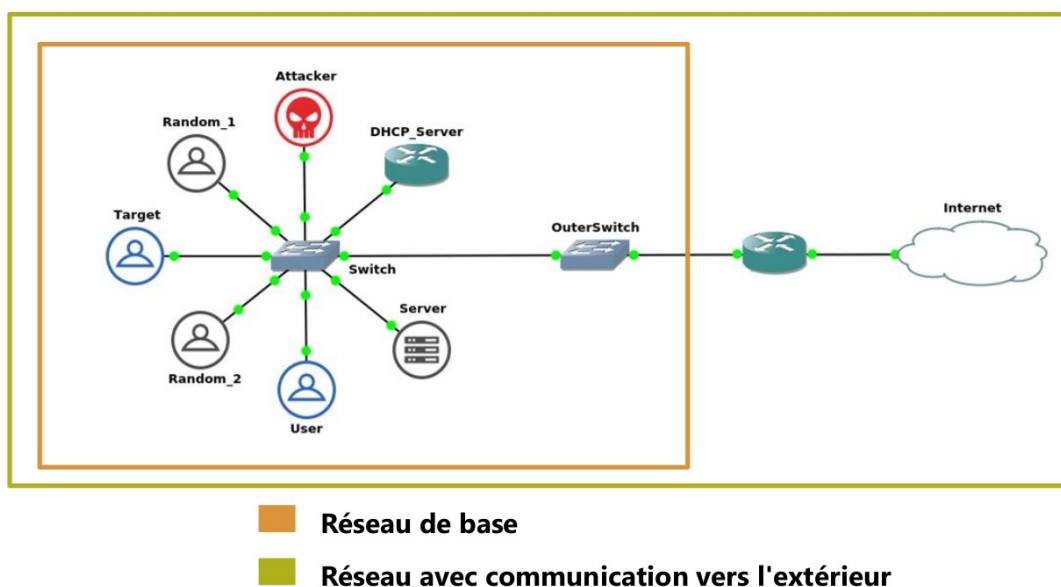 Attacker
Random_1
DHCP_Server
Target
OuterSwitch
Internet
Switch
Server
Random_2
User
Réseau de base
Réseau avec communication vers l'extérieur